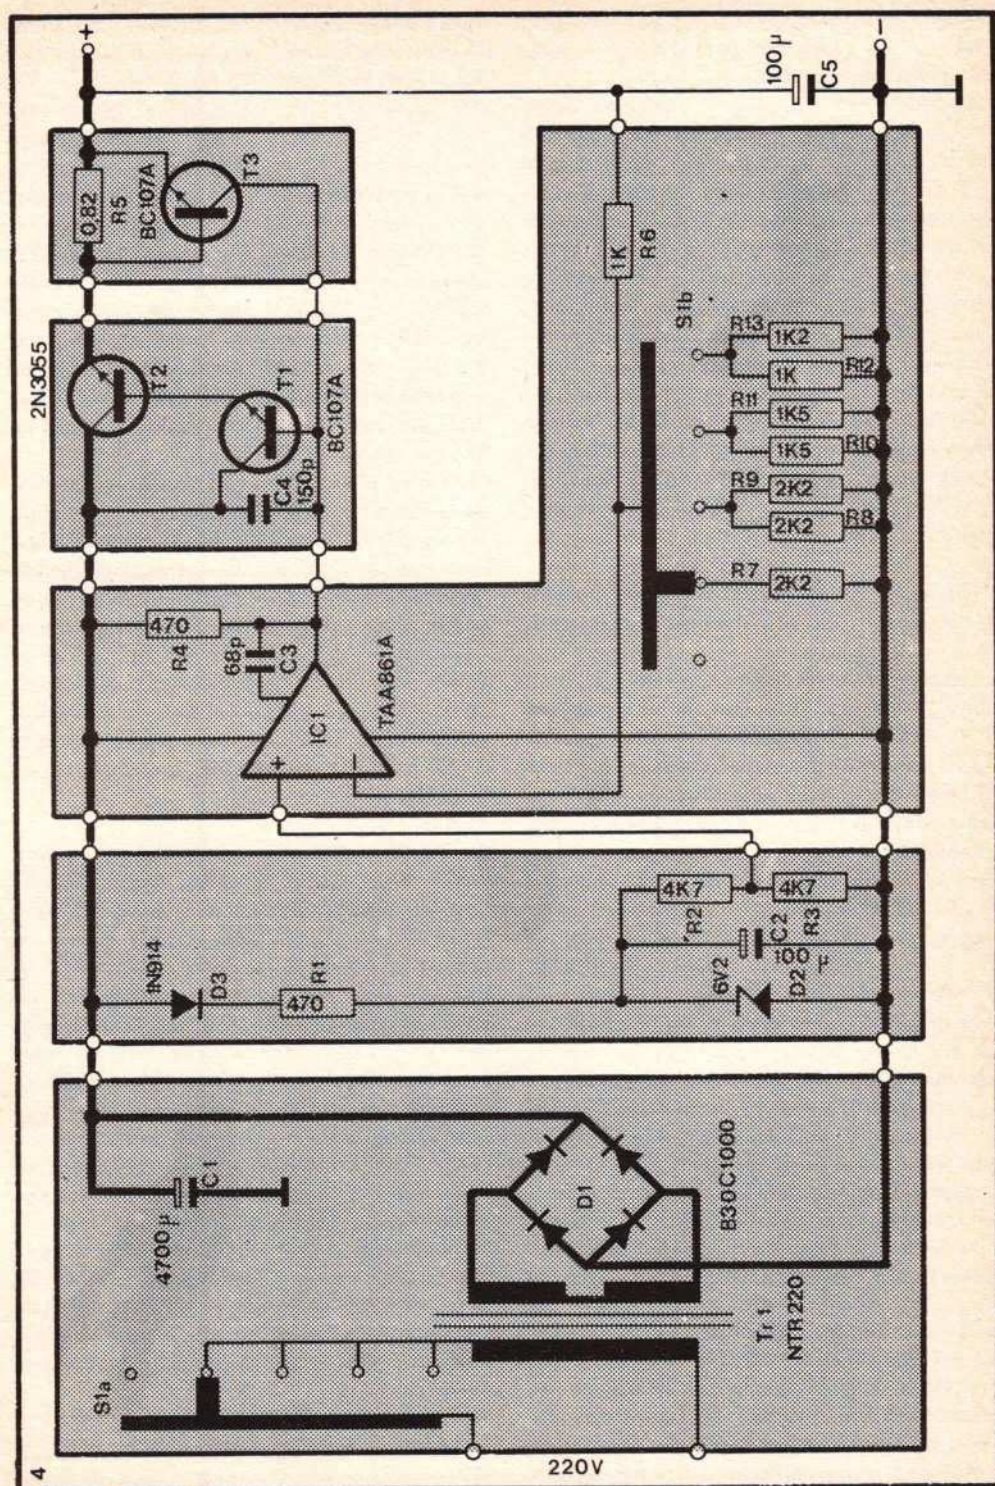 4
220V
S1a
4700µ
C1
Tr 1
NTR 220
D1
B30C1000
1N914
D3
470
R1
6V2
D2
100 µ
C2
4K7
R2
4K7
R3
+
−
IC1
TAA861A
470
R4
68p
C3
C4
150p
T1
BC107A
T2
2N3055
0,82
R5
BC107A
T3
1K
R6
S1b
R7
2K2
R8
2K2
R9
2K2
R10
1K5
R11
1K5
R12
1K
R13
1K2
100 µ
C5
+
−